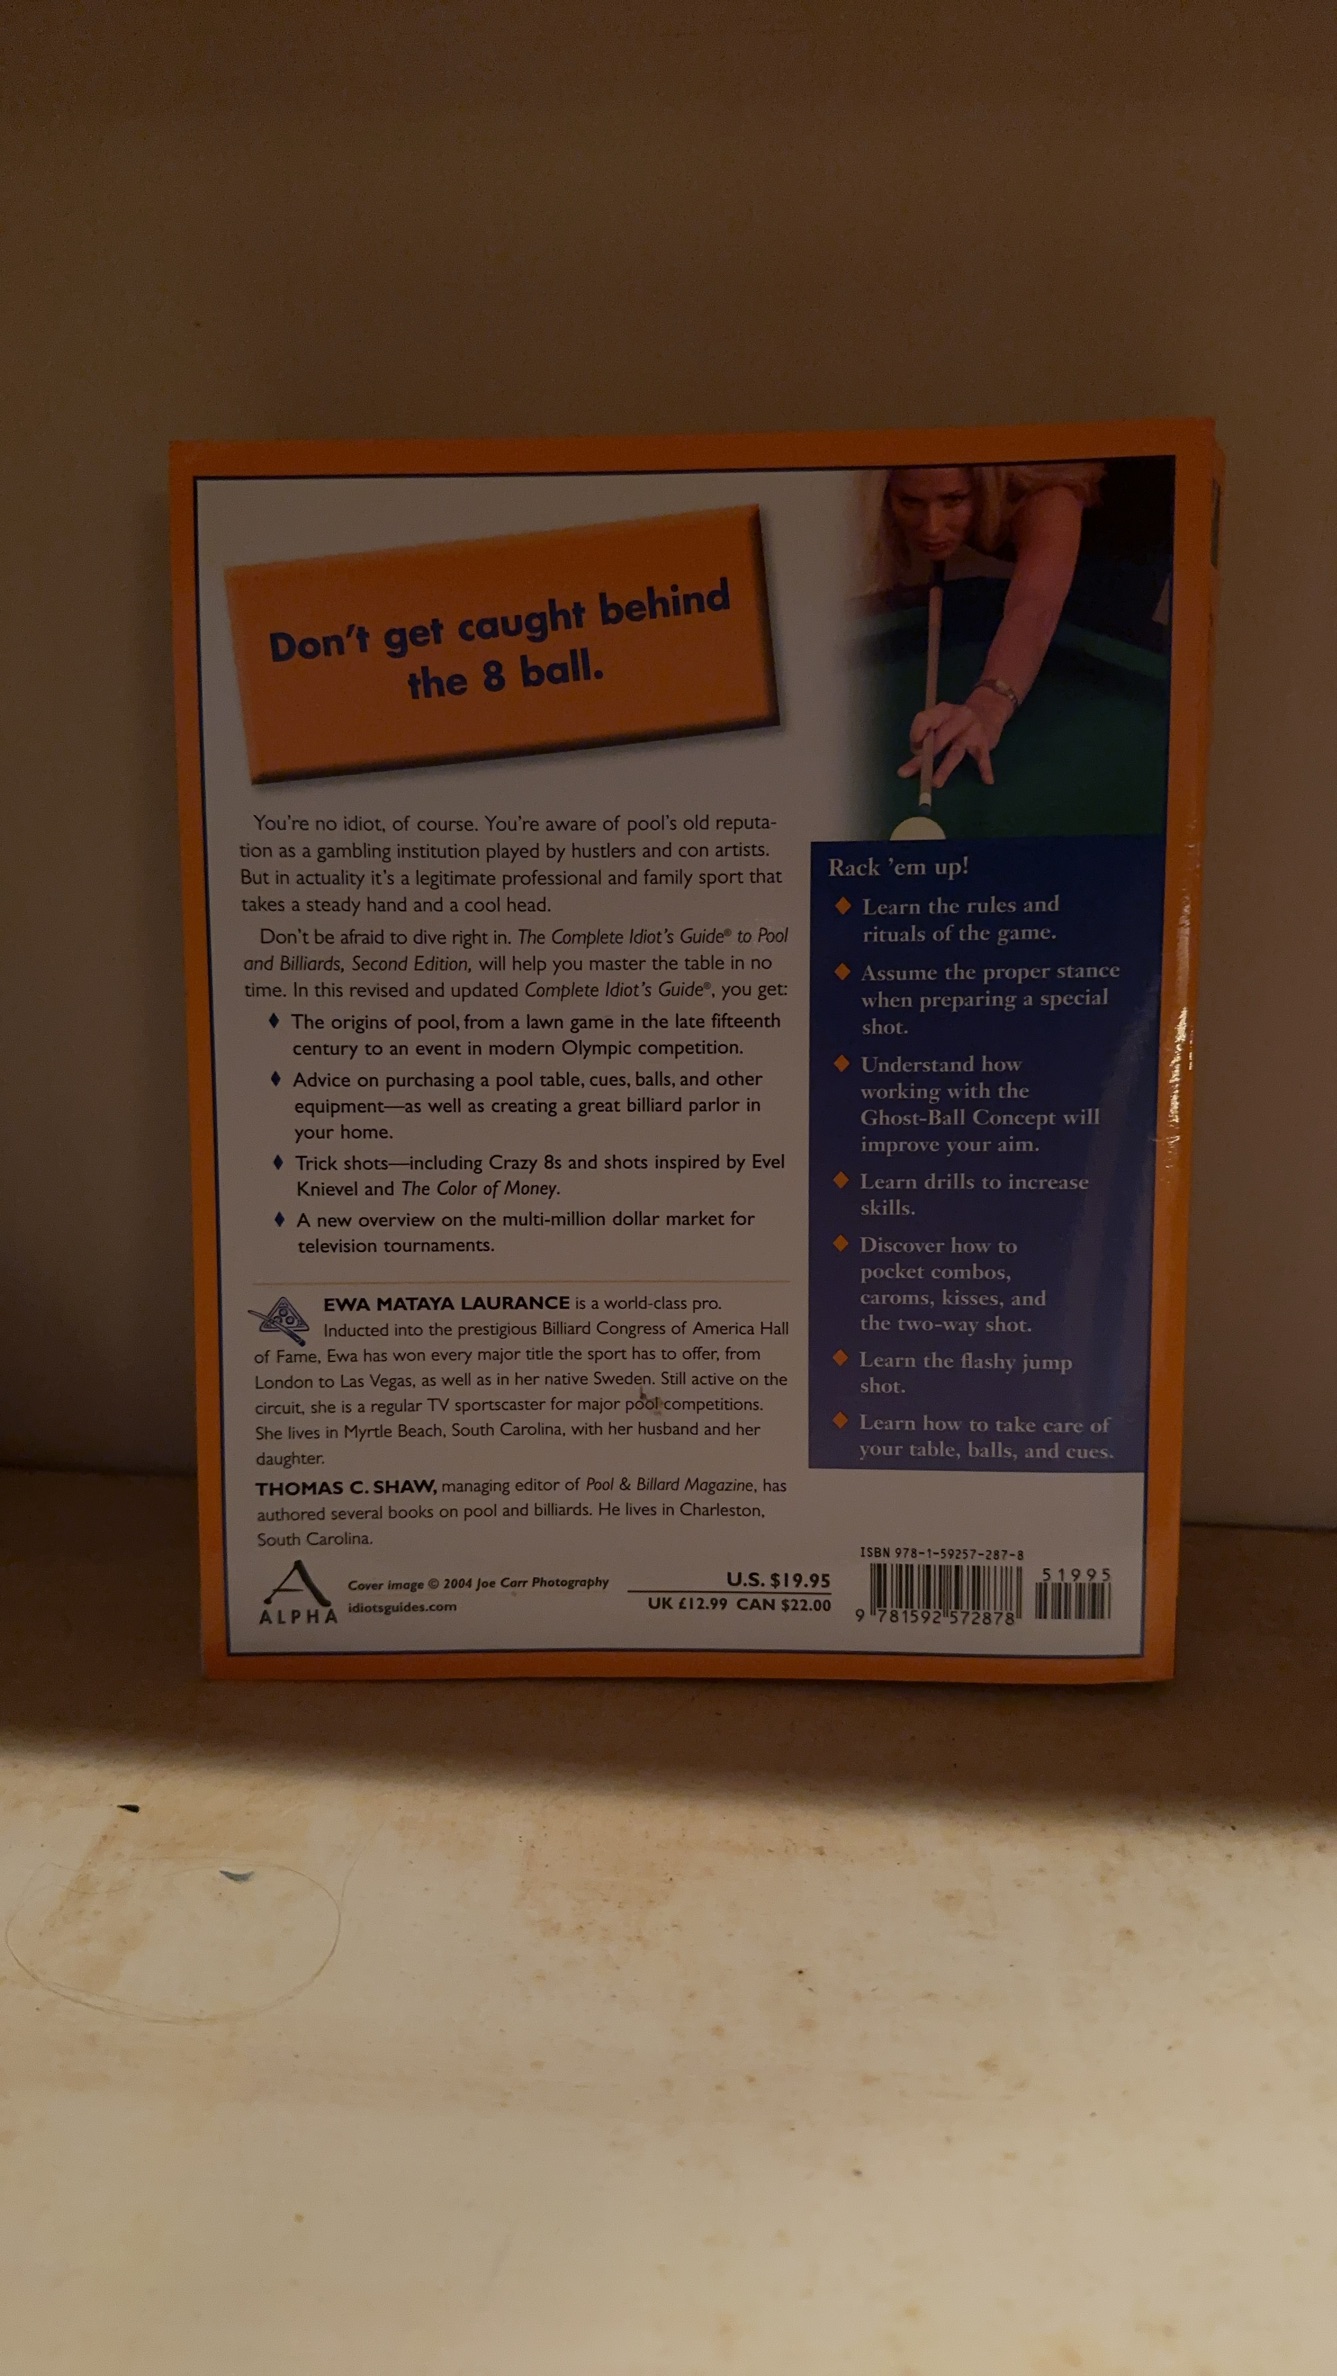 Don't get caught behind
the 8 ball.
You're no idiot, of course. You're aware of pool's old reputa-
tion as a gambling institution played by hustlers and con artists.
But in actuality it's a legitimate professional and family sport that
takes a steady hand and a cool head.
Don't be afraid to dive right in. The Complete Idiot's Guide® to Pool
and Billiards, Second Edition, will help you master the table in no
time. In this revised and updated Complete Idiot's Guide®, you get:
♦ The origins of pool, from a lawn game in the late fifteenth
century to an event in modern Olympic competition.
♦ Advice on purchasing a pool table, cues, balls, and other
equipment—as well as creating a great billiard parlor in
your home.
♦ Trick shots—including Crazy 8s and shots inspired by Evel
Knievel and The Color of Money.
♦ A new overview on the multi-million dollar market for
television tournaments.
EWA MATAYA LAURANCE is a world-class pro.
Inducted into the prestigious Billiard Congress of America Hall
of Fame, Ewa has won every major title the sport has to offer, from
London to Las Vegas, as well as in her native Sweden. Still active on the
circuit, she is a regular TV sportscaster for major pool competitions.
She lives in Myrtle Beach, South Carolina, with her husband and her
daughter.
THOMAS C. SHAW, managing editor of Pool & Billard Magazine, has
authored several books on pool and billiards. He lives in Charleston,
South Carolina.
ALPHA
Cover image © 2004 Joe Carr Photography
idiotsguides.com
U.S. $19.95
UK £12.99 CAN $22.00
Rack 'em up!
♦ Learn the rules and
rituals of the game.
♦ Assume the proper stance
when preparing a special
shot.
♦ Understand how
working with the
Ghost-Ball Concept will
improve your aim.
♦ Learn drills to increase
skills.
♦ Discover how to
pocket combos,
caroms, kisses, and
the two-way shot.
♦ Learn the flashy jump
shot.
♦ Learn how to take care of
your table, balls, and cues.
ISBN 978-1-59257-287-8
51995
9 781592 572878